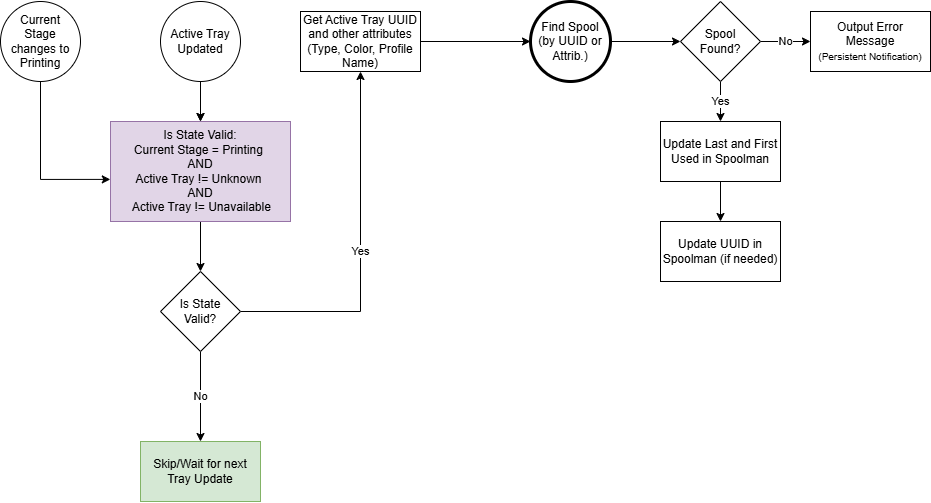 Current
Stage
changes to
Printing
Active Tray
Updated
Get Active Tray UUID
and other attributes
(Type, Color, Profile
Name)
Find Spool
(by UUID or
Attrib.)
Spool
Found?
No
Output Error
Message
(Persistent Notification)
Yes
Is State Valid:
Current Stage = Printing
AND
Active Tray != Unknown
AND
Active Tray != Unavailable
Update Last and First
Used in Spoolman
Update UUID in
Spoolman (if needed)
Yes
Is State
Valid?
No
Skip/Wait for next
Tray Update